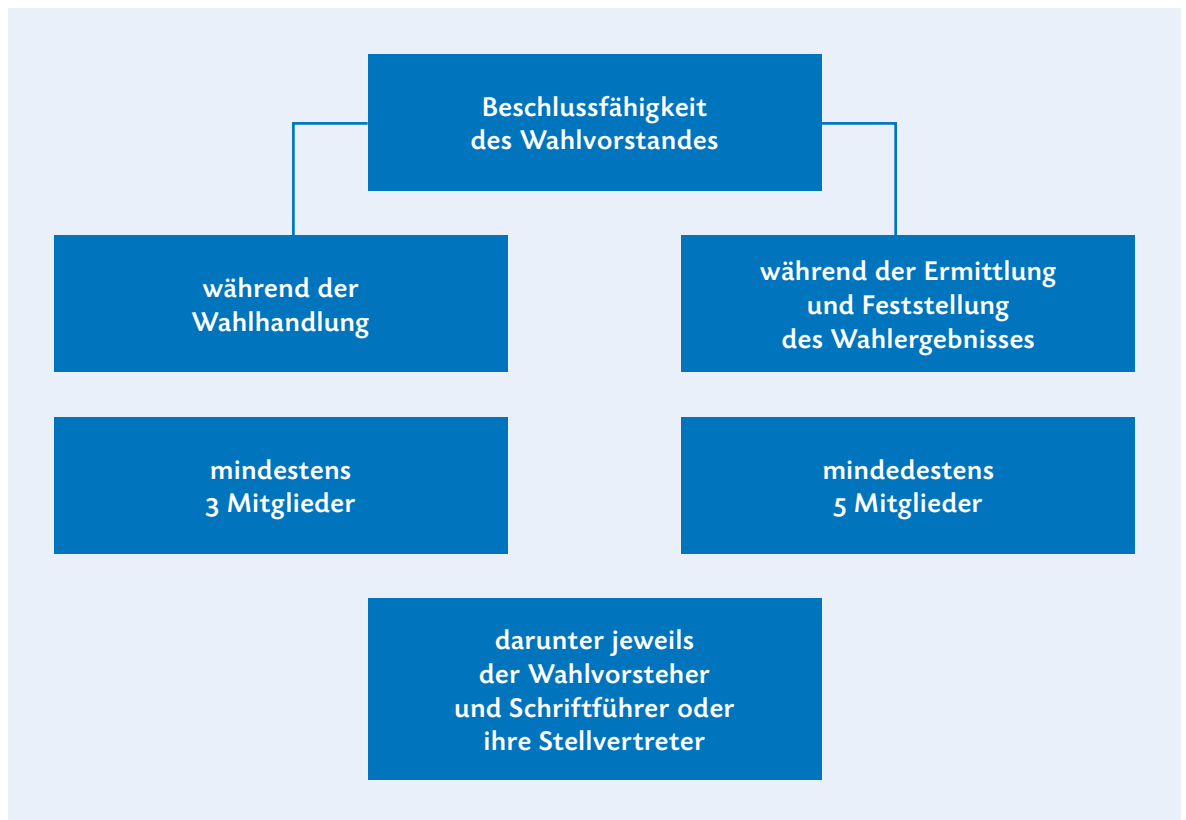 Beschlussfähigkeit
des Wahlvorstandes
während der
Wahlhandlung
während der Ermittlung
und Feststellung
des Wahlergebnisses
mindestens
3 Mitglieder
mindedestens
5 Mitglieder
darunter jeweils
der Wahlvorsteher
und Schriftführer oder
ihre Stellvertreter